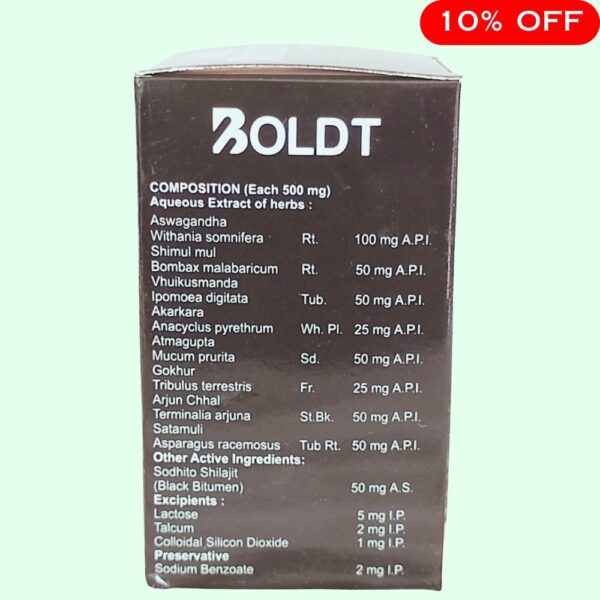 10% OFF
BOLDT
COMPOSITION (Each 500 mg)
Aqueous Extract of herbs :
Aswagandha
Withania somnifera Rt. 100 mg A.P.I.
Shimul mul
Bombax malabaricum Rt. 50 mg A.P.I.
Vhuikusmanda
Ipomoea digitata Tub. 50 mg A.P.I.
Akarkara
Anacyclus pyrethrum Wh. Pl. 25 mg A.P.I.
Atmagupta
Mucum prurita Sd. 50 mg A.P.I.
Gokhur
Tribulus terrestris Fr. 25 mg A.P.I.
Arjun Chhal
Terminalia arjuna St.Bk. 50 mg A.P.I.
Satamuli
Asparagus racemosus Tub Rt. 50 mg A.P.I.
Other Active Ingredients:
Sodhito Shilajit
(Black Bitumen) 50 mg A.S.
Excipients :
Lactose 5 mg I.P.
Talcum 2 mg I.P.
Colloidal Silicon Dioxide 1 mg I.P.
Preservative
Sodium Benzoate 2 mg I.P.